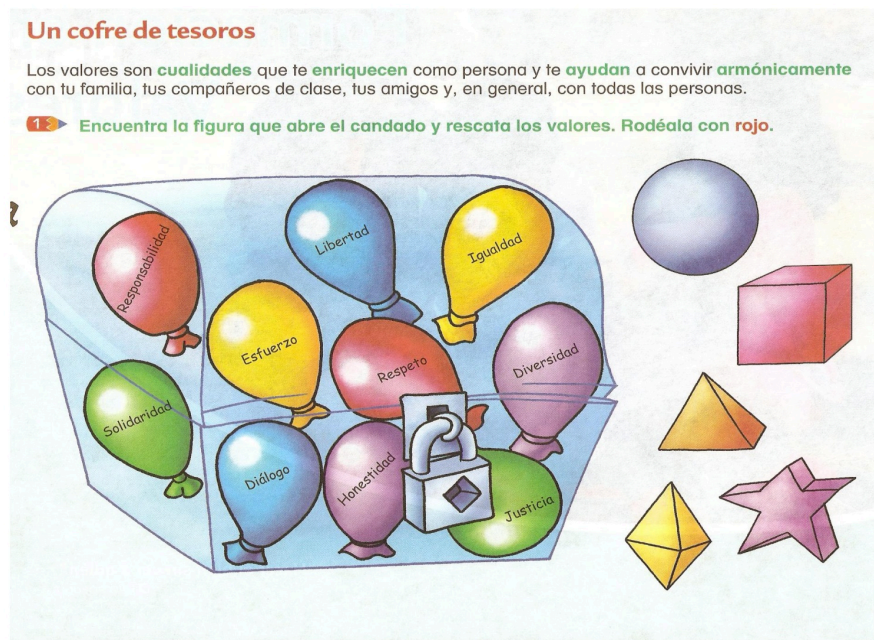 Un cofre de tesoros
Los valores son cualidades que te enriquecen como persona y te ayudan a convivir armónicamente
con tu familia, tus compañeros de clase, tus amigos y, en general, con todas las personas.
1 Encuentra la figura que abre el candado y rescata los valores. Rodéala con rojo.
Responsabilidad
Libertad
Igualdad
Esfuerzo
Respeto
Diversidad
Solidaridad
Diálogo
Honestidad
Justicia